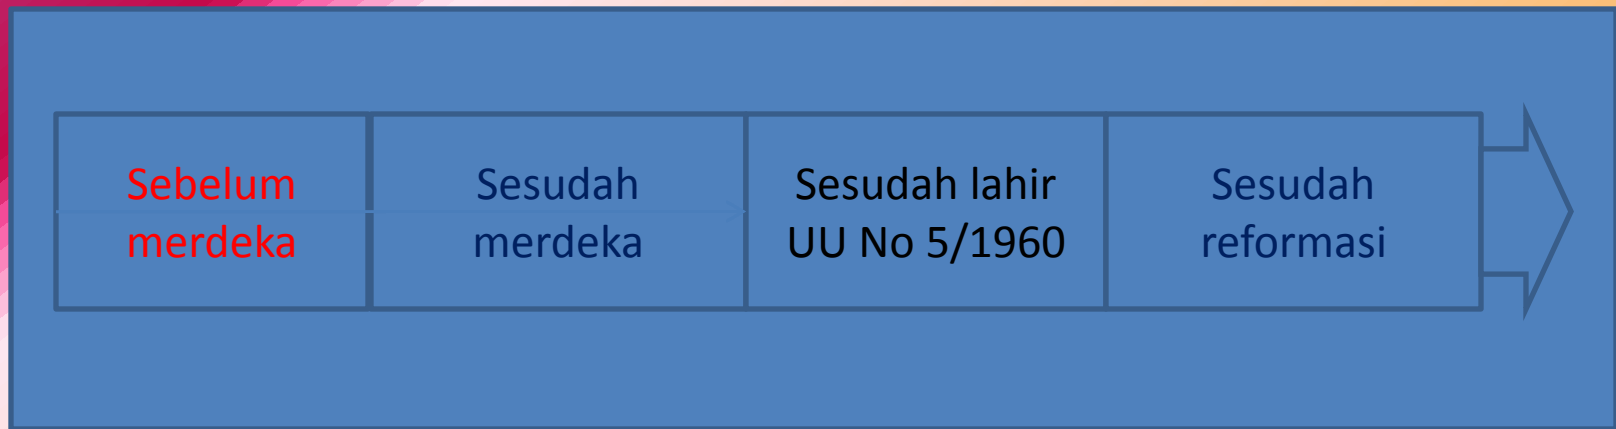 Sebelum
merdeka
Sesudah
merdeka
Sesudah lahir
UU No 5/1960
Sesudah
reformasi